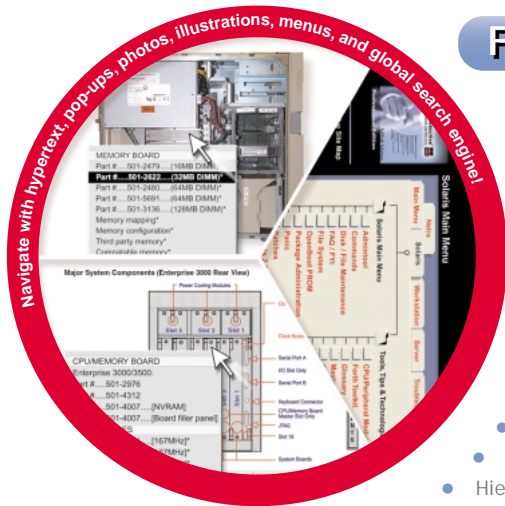 Navigate with hypertext, pop-ups, photos, illustrations, menus, and global search engine!
MEMORY BOARD
Part #.....501-2479.....(16MB DIMM)*
Part #.....501-2622.....(32MB DIMM)*
Part #.....501-2480.....(64MB DIMM)*
Part #.....501-5691.....(64MB DIMM)*
Part #.....501-3136.....(128MB DIMM)*
Memory mapping*
Memory configuration*
Third party memory*
Compatable memory*
Major System Components (Enterprise 3000 Rear View)
Power Cooling Modules
Slot 5
Slot 3
Slot 1
Clock Board
Serial Port A
I/O Slot Only
Serial Port B
Keyboard Connector
CPU/Memory Board
Master Slot Only
JTAG
Slot 16
System Boards
CPU/MEMORY BOARD
Enterprise 3000/3500:
Part #.....501-2976
501-4312
501-4007.....[NVRAM]
501-4007.....[Board filler panel]
[167MHz]*
Site Map
Solaris Main Menu
Main Menu
Notes
Solaris
Workstation
Server
Solaris Main Menu
Admintool
Commands
Disk / File Maintenance
FAQ / FYI
File System
OpenBoot PROM
Package Administration
Panic
Patches
Tools, Tips & Technology
CPU/Peripheral
Forth Toolkit
Glossary
Hie